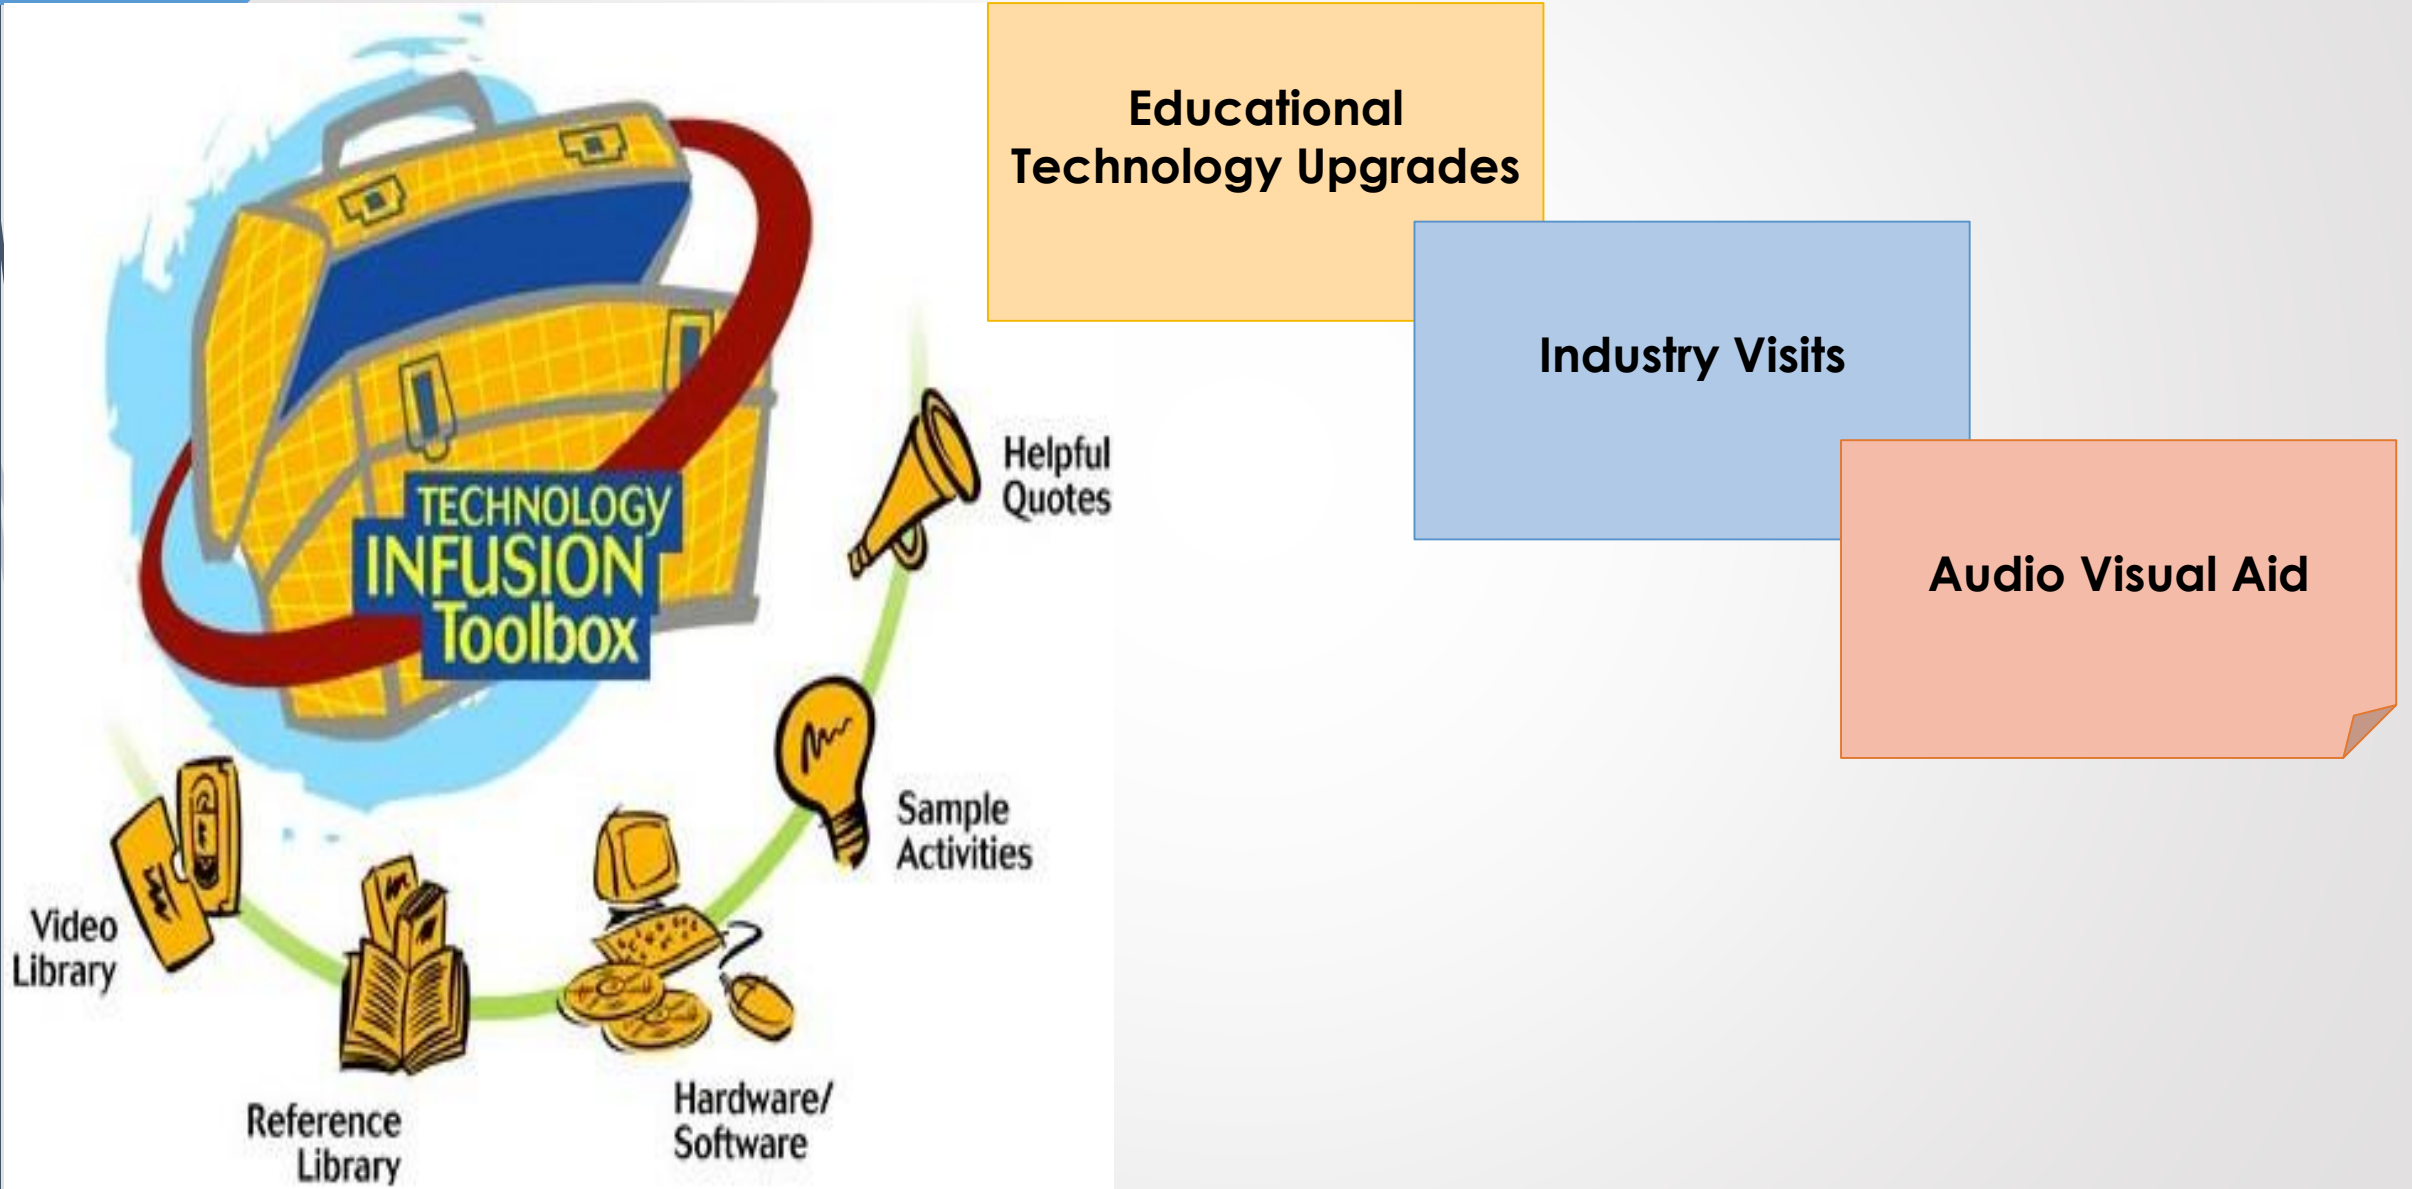 TECHNOLOGY
INFUSION
Toolbox
Helpful
Quotes
Sample
Activities
Hardware/
Software
Reference
Library
Video
Library
Educational
Technology Upgrades
Industry Visits
Audio Visual Aid